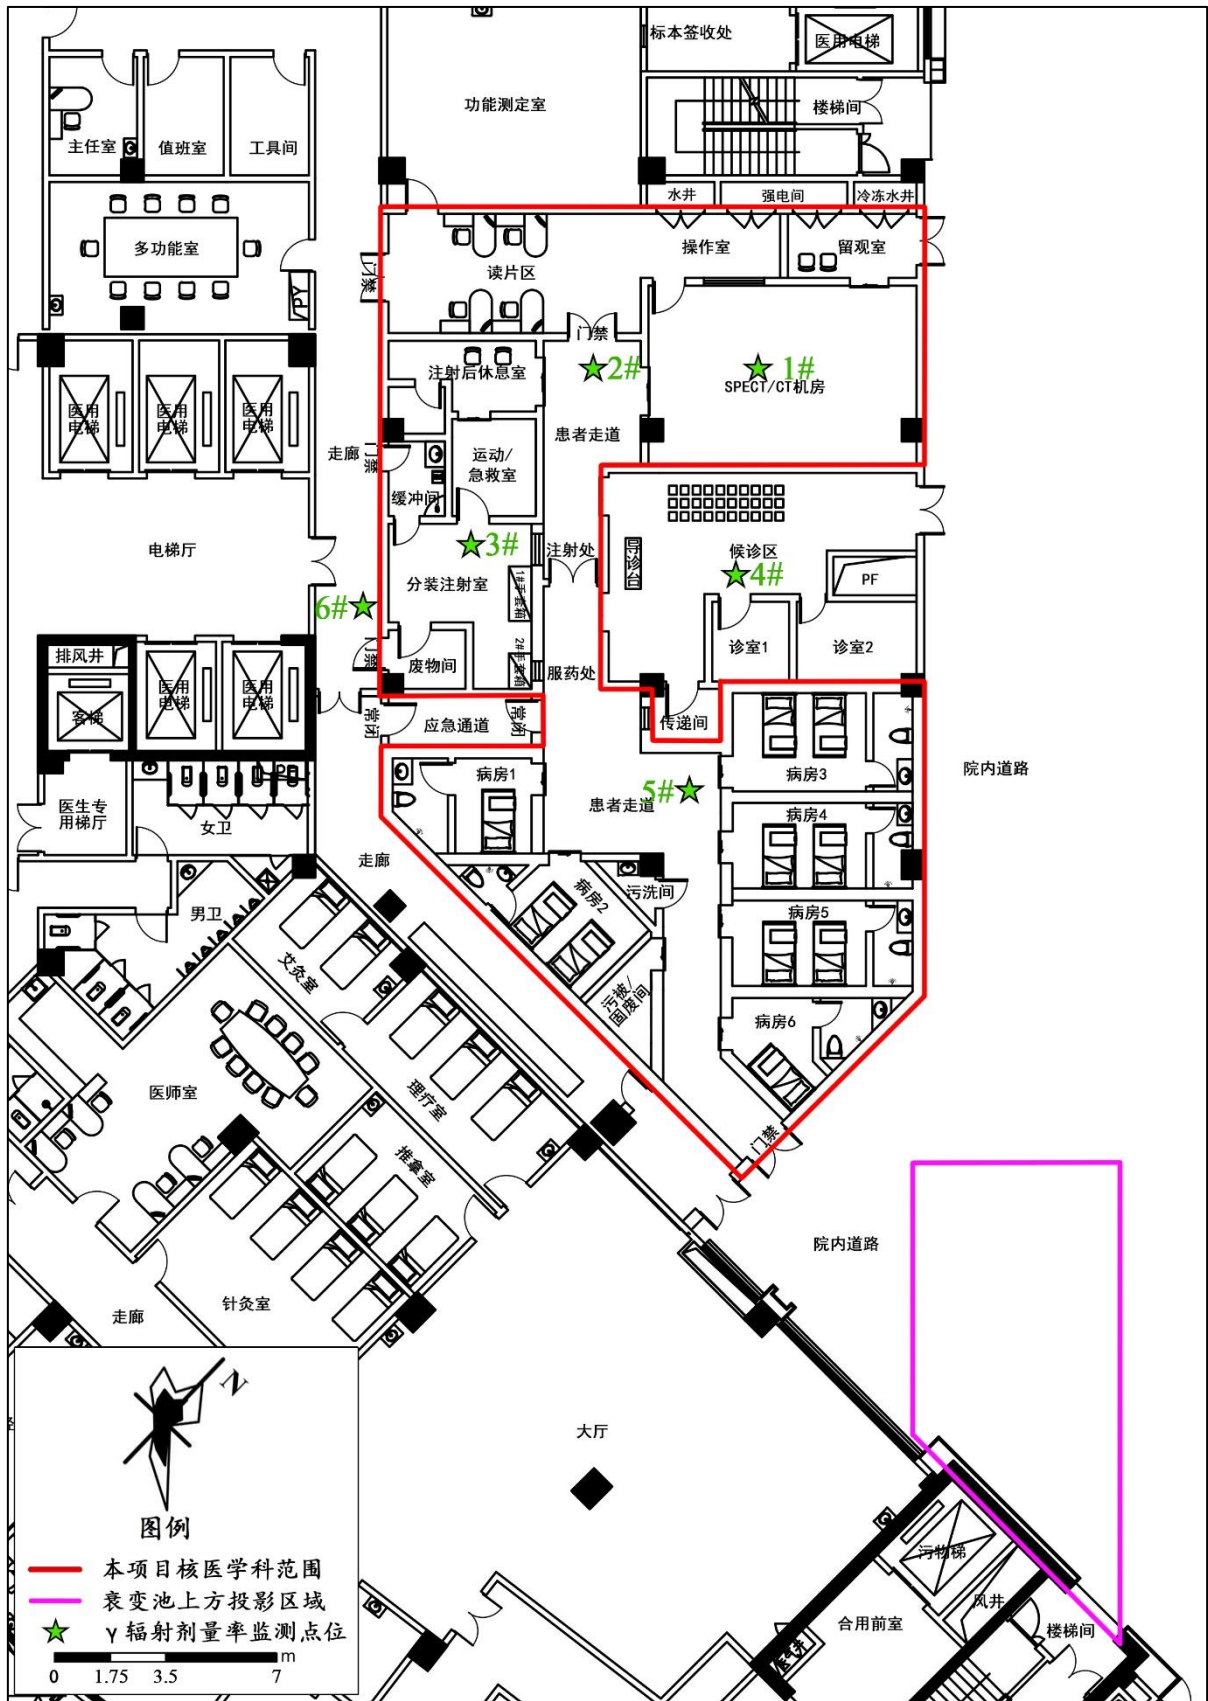 标本签收处
医用电梯
功能测定室
楼梯间
主任室
值班室
工具间
水井
强电间
冷冻水井
多功能室
操作室
留观室
读片区
门禁
PY
门禁
2#
1#
注射后休息室
SPECT/CT机房
医用
电梯
医用
电梯
医用
电梯
走廊
门禁
患者走道
运动/
急救室
缓冲间
电梯厅
3#
注射处
导诊台
候诊区
4#
PF
分装注射室
1#手套箱
6#
门禁
废物间
2#手套箱
服药处
诊室1
诊室2
排风井
客梯
医用
电梯
医用
电梯
常闭
应急通道
常闭
传递间
病房1
5#
患者走道
病房3
院内道路
医生专
用梯厅
女卫
病房4
走廊
男卫
病房2
污洗间
病房5
艾灸室
污被/
固废间
病房6
医师室
理疗室
推拿室
门禁
院内道路
针灸室
走廊
大厅
N
图例
本项目核医学科范围
衰变池上方投影区域
γ辐射剂量率监测点位
0 1.75 3.5 7 m
污物梯
风井
合用前室
楼梯间